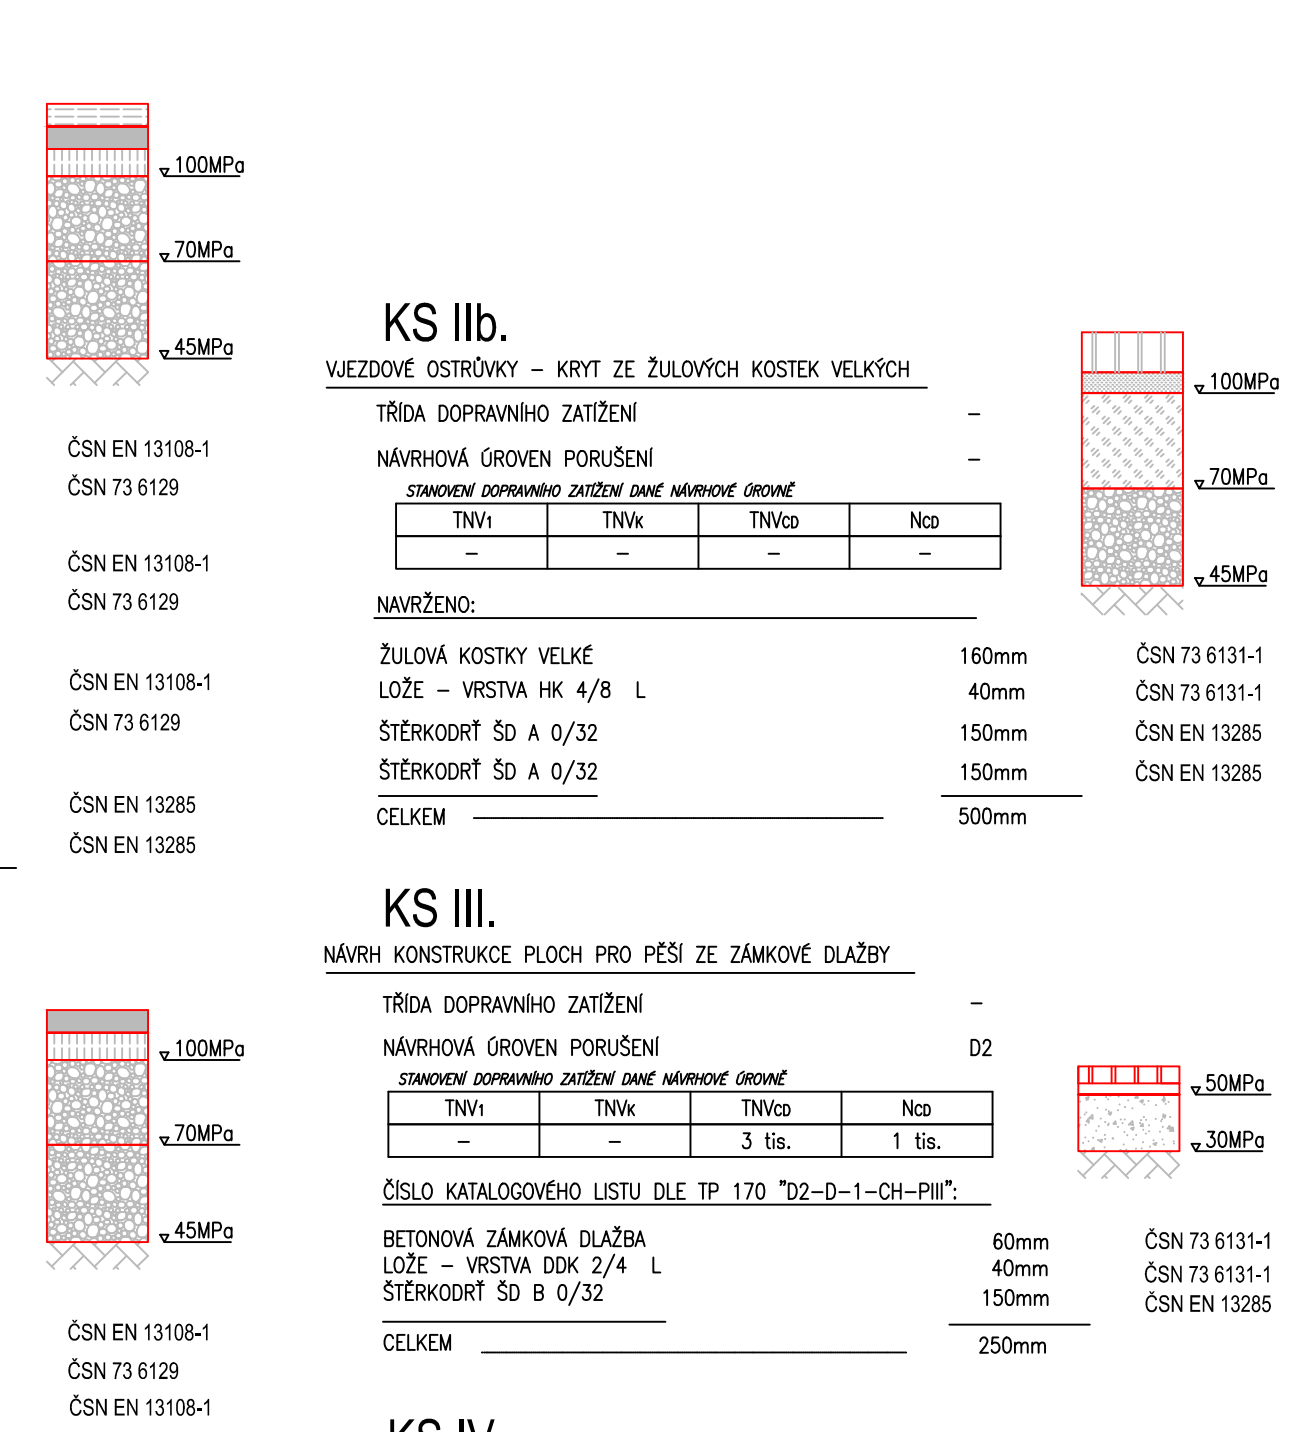 100MPa
70MPa
45MPa
ČSN EN 13108-1
ČSN 73 6129
ČSN EN 13108-1
ČSN 73 6129
ČSN EN 13108-1
ČSN 73 6129
ČSN EN 13285
ČSN EN 13285
100MPa
70MPa
45MPa
ČSN EN 13108-1
ČSN 73 6129
ČSN EN 13108-1
KS IIb.
VJEZDOVÉ OSTRŮVKY – KRYT ZE ŽULOVÝCH KOSTEK VELKÝCH
TŘÍDA DOPRAVNÍHO ZATÍŽENÍ –
NÁVRHOVÁ ÚROVEN PORUŠENÍ –
STANOVENÍ DOPRAVNÍHO ZATÍŽENÍ DANÉ NÁVRHOVÉ ÚROVNĚ
TNV1 TNVK TNVCD NCD
– – – –
NAVRŽENO:
100MPa
70MPa
45MPa
ŽULOVÁ KOSTKY VELKÉ 160mm ČSN 73 6131-1
LOŽE – VRSTVA HK 4/8 L 40mm ČSN 73 6131-1
ŠTĚRKODRŤ ŠD A 0/32 150mm ČSN EN 13285
ŠTĚRKODRŤ ŠD A 0/32 150mm ČSN EN 13285
CELKEM 500mm
KS III.
NÁVRH KONSTRUKCE PLOCH PRO PĚŠÍ ZE ZÁMKOVÉ DLAŽBY
TŘÍDA DOPRAVNÍHO ZATÍŽENÍ –
NÁVRHOVÁ ÚROVEN PORUŠENÍ D2
STANOVENÍ DOPRAVNÍHO ZATÍŽENÍ DANÉ NÁVRHOVÉ ÚROVNĚ
TNV1 TNVK TNVCD NCD
– – 3 tis. 1 tis.
50MPa
30MPa
ČÍSLO KATALOGOVÉHO LISTU DLE TP 170 "D2–D–1–CH–PIII":
BETONOVÁ ZÁMKOVÁ DLAŽBA 60mm ČSN 73 6131-1
LOŽE – VRSTVA DDK 2/4 L 40mm ČSN 73 6131-1
ŠTĚRKODRŤ ŠD B 0/32 150mm ČSN EN 13285
CELKEM 250mm
KS IV